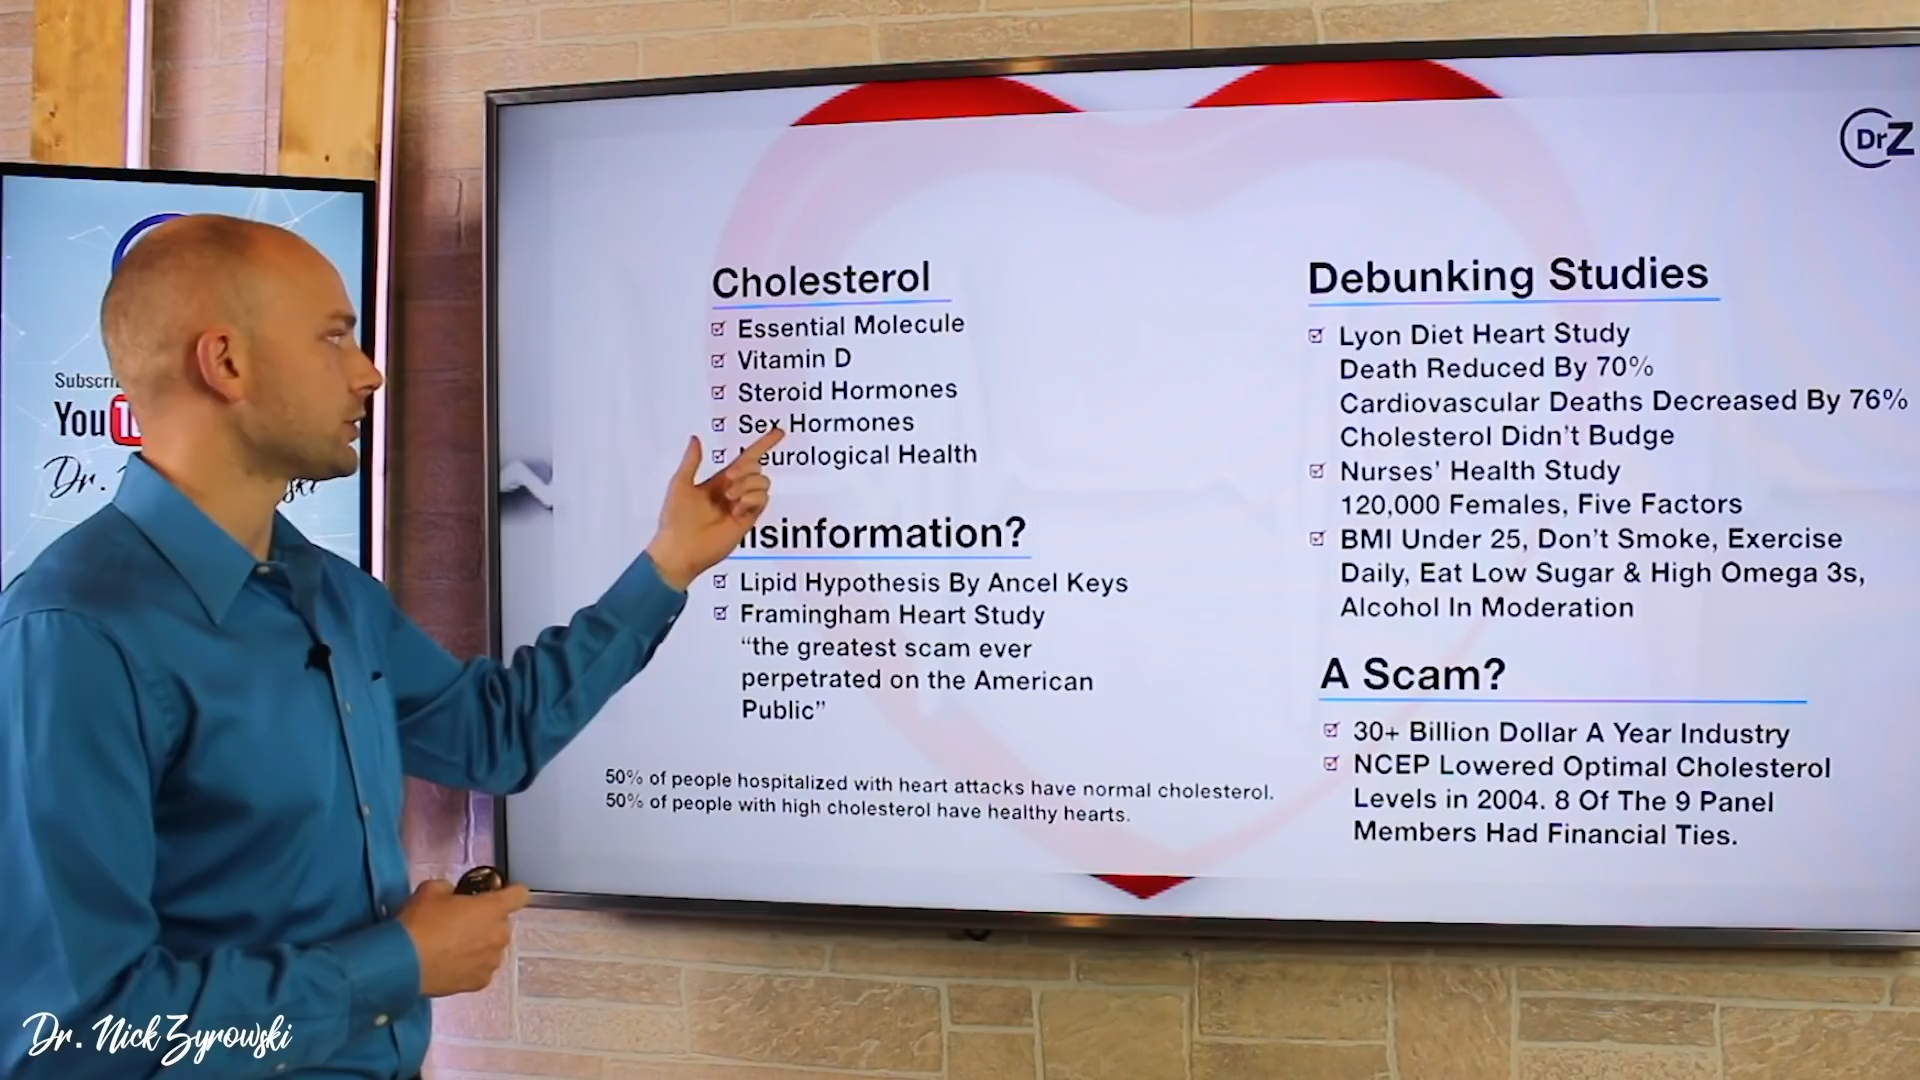 DrZ
Subscri
You
Dr.
ski
Cholesterol
Essential Molecule
Vitamin D
Steroid Hormones
Sex Hormones
Neurological Health
isinformation?
Lipid Hypothesis By Ancel Keys
Framingham Heart Study
“the greatest scam ever
perpetrated on the American
Public”
50% of people hospitalized with heart attacks have normal cholesterol.
50% of people with high cholesterol have healthy hearts.
Debunking Studies
Lyon Diet Heart Study
Death Reduced By 70%
Cardiovascular Deaths Decreased By 76%
Cholesterol Didn't Budge
Nurses' Health Study
120,000 Females, Five Factors
BMI Under 25, Don't Smoke, Exercise
Daily, Eat Low Sugar & High Omega 3s,
Alcohol In Moderation
A Scam?
30+ Billion Dollar A Year Industry
NCEP Lowered Optimal Cholesterol
Levels in 2004. 8 Of The 9 Panel
Members Had Financial Ties.
Dr. Nick Zyrowski